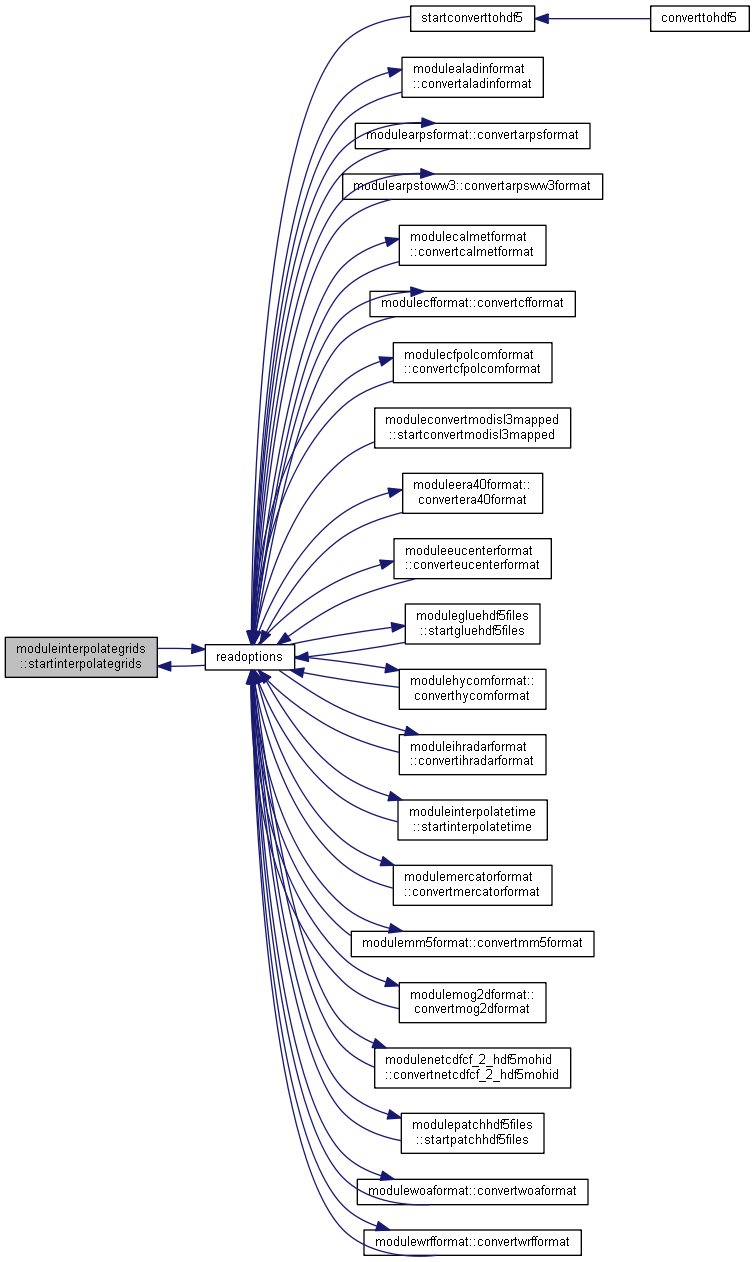 startconverttohdf5
converttohdf5
modulealadinformat
::convertaladinformat
modulearpsformat::convertarpsformat
modulearpstoww3::convertarpsww3format
modulecalmetformat
::convertcalmetformat
modulecfformat::convertcfformat
modulecfpolcomformat
::convertcfpolcomformat
moduleconvertmodisl3mapped
::startconvertmodisl3mapped
moduleera40format::
convertera40format
moduleeucenterformat
::converteucenterformat
modulegluehdf5files
::startgluehdf5files
moduleinterpolategrids
::startinterpolategrids
readoptions
modulehycomformat::
converthycomformat
moduleihradarformat
::convertihradarformat
moduleinterpolatetime
::startinterpolatetime
modulemercatorformat
::convertmercatorformat
modulemm5format::convertmm5format
modulemog2dformat::
convertmog2dformat
modulenetcdfcf_2_hdf5mohid
::convertnetcdfcf_2_hdf5mohid
modulepatchhdf5files
::startpatchhdf5files
modulewoaformat::convertwoaformat
modulewrfformat::convertwrfformat